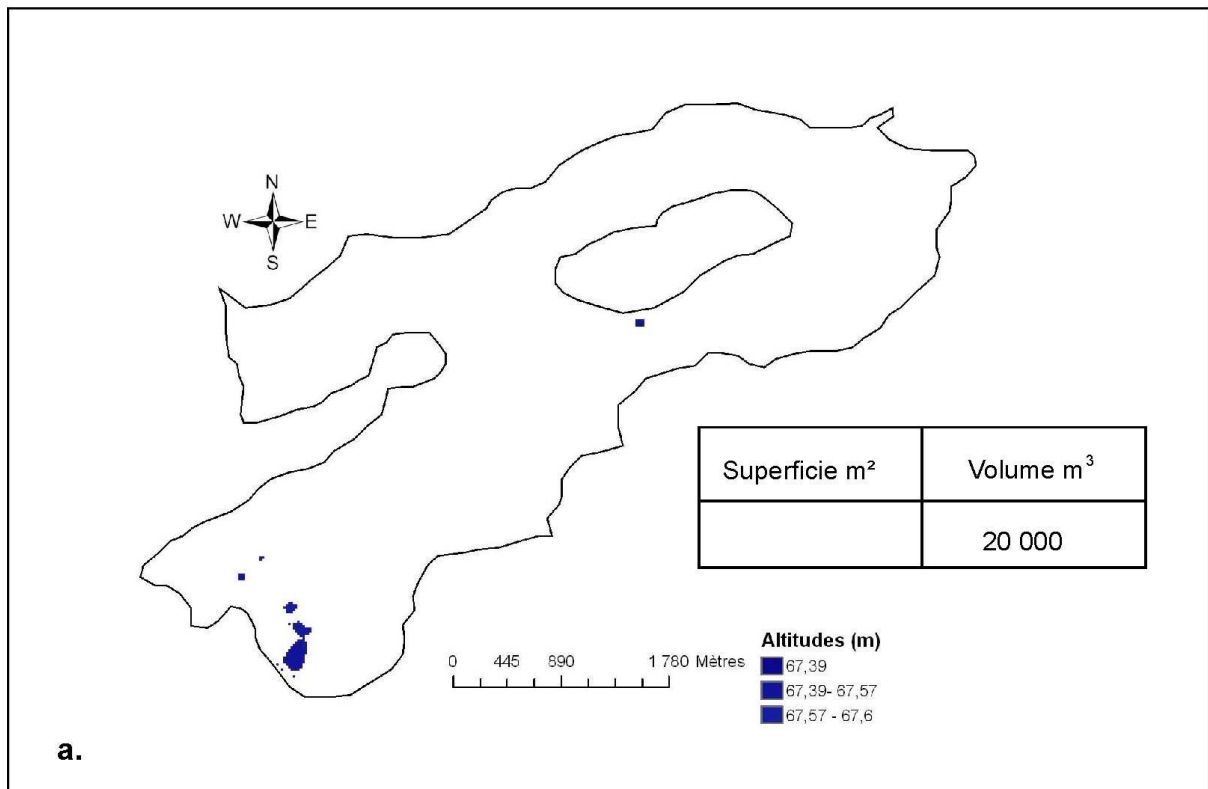 N
W E
S
Superficie m² Volume m³
20 000
0 445 890 1 780 Mètres
Altitudes (m)
67,39
67,39- 67,57
67,57 - 67,6
a.